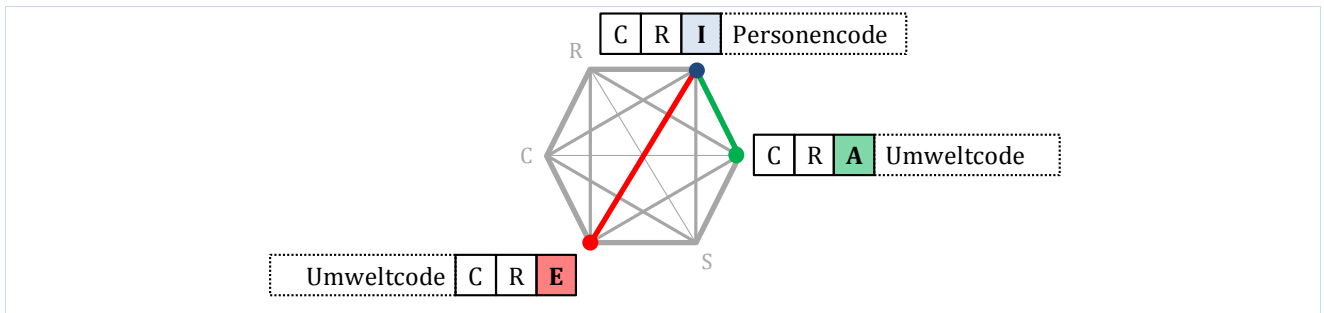 C R I Personencode
R
C
C R A Umweltcode
S
Umweltcode C R E